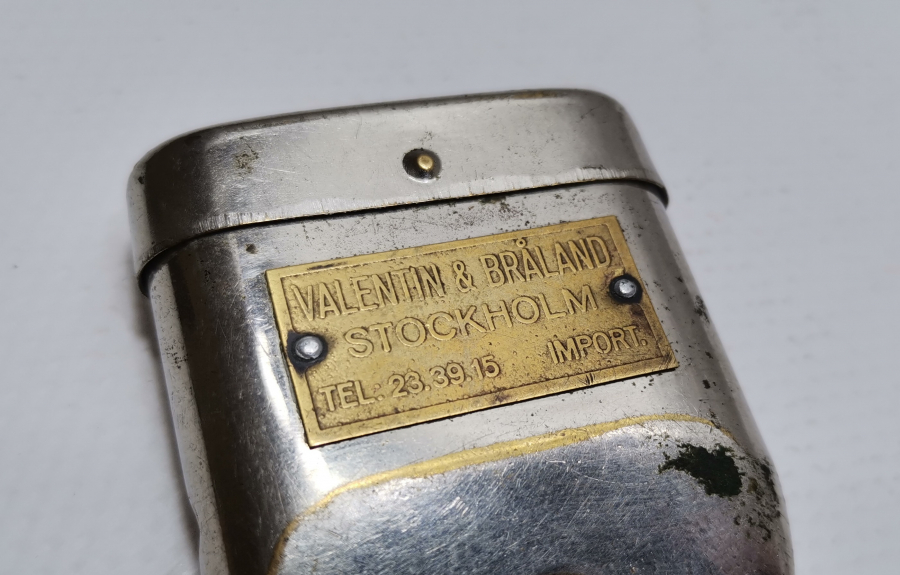 VALENTIN & BRÅLAND
STOCKHOLM
TEL: 23.39.15 IMPORT.